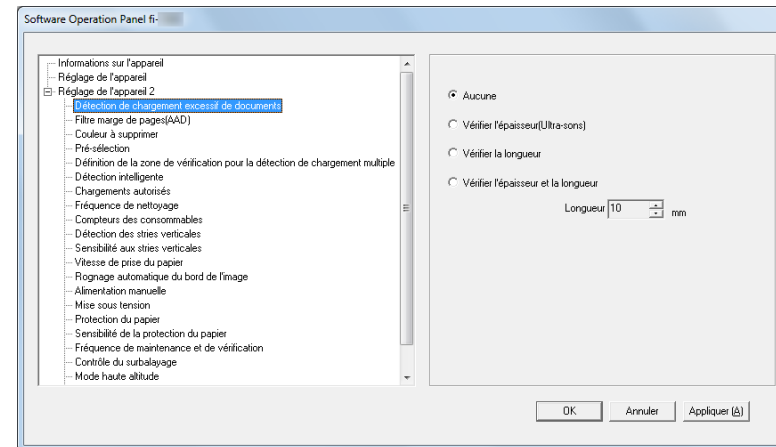 Software Operation Panel fi-
Informations sur l'appareil
Réglage de l'appareil
Réglage de l'appareil 2
Détection de chargement excessif de documents
Filtre marge de pages(AAD)
Couleur à supprimer
Pré-sélection
Définition de la zone de vérification pour la détection de chargement multiple
Détection intelligente
Chargements autorisés
Fréquence de nettoyage
Compteurs des consommables
Détection des stries verticales
Sensibilité aux stries verticales
Vitesse de prise du papier
Rognage automatique du bord de l'image
Alimentation manuelle
Mise sous tension
Protection du papier
Sensibilité de la protection du papier
Fréquence de maintenance et de vérification
Contrôle du surbalayage
Mode haute altitude
Aucune
Vérifier l'épaisseur(Ultra-sons)
Vérifier la longueur
Vérifier l'épaisseur et la longueur
Longueur 10 mm
OK Annuler Appliquer (A)